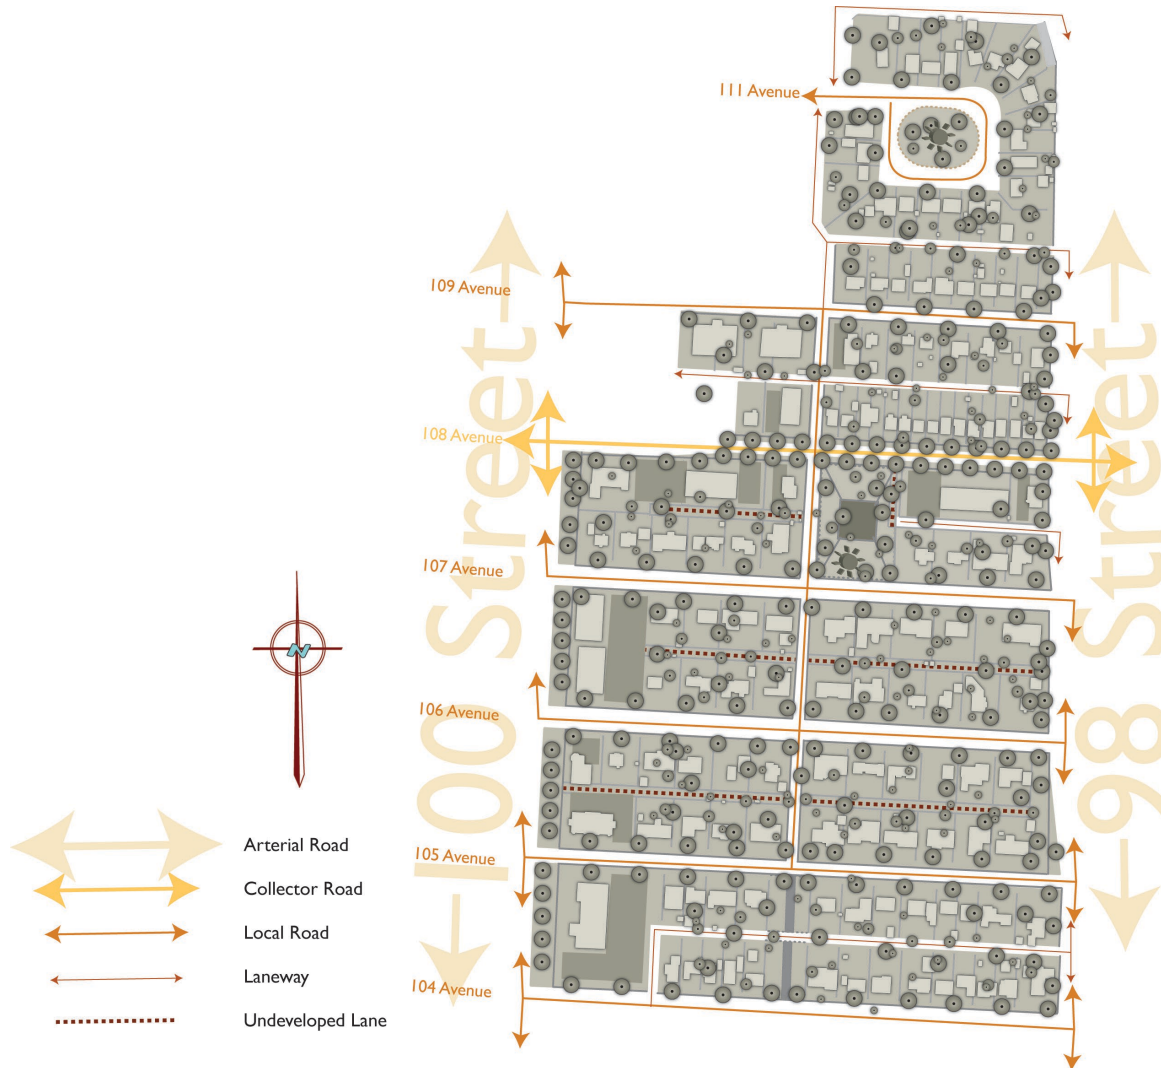 111 Avenue
109 Avenue
108 Avenue
107 Avenue
106 Avenue
105 Avenue
104 Avenue
100 Street
98 Street
N
Arterial Road
Collector Road
Local Road
Laneway
Undeveloped Lane